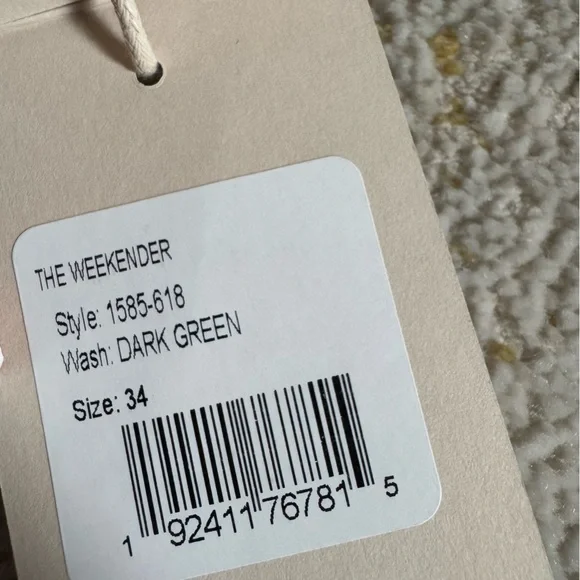 THE WEEKENDER
Style: 1585-618
Wash: DARK GREEN
Size: 34
1 92411 76781 5